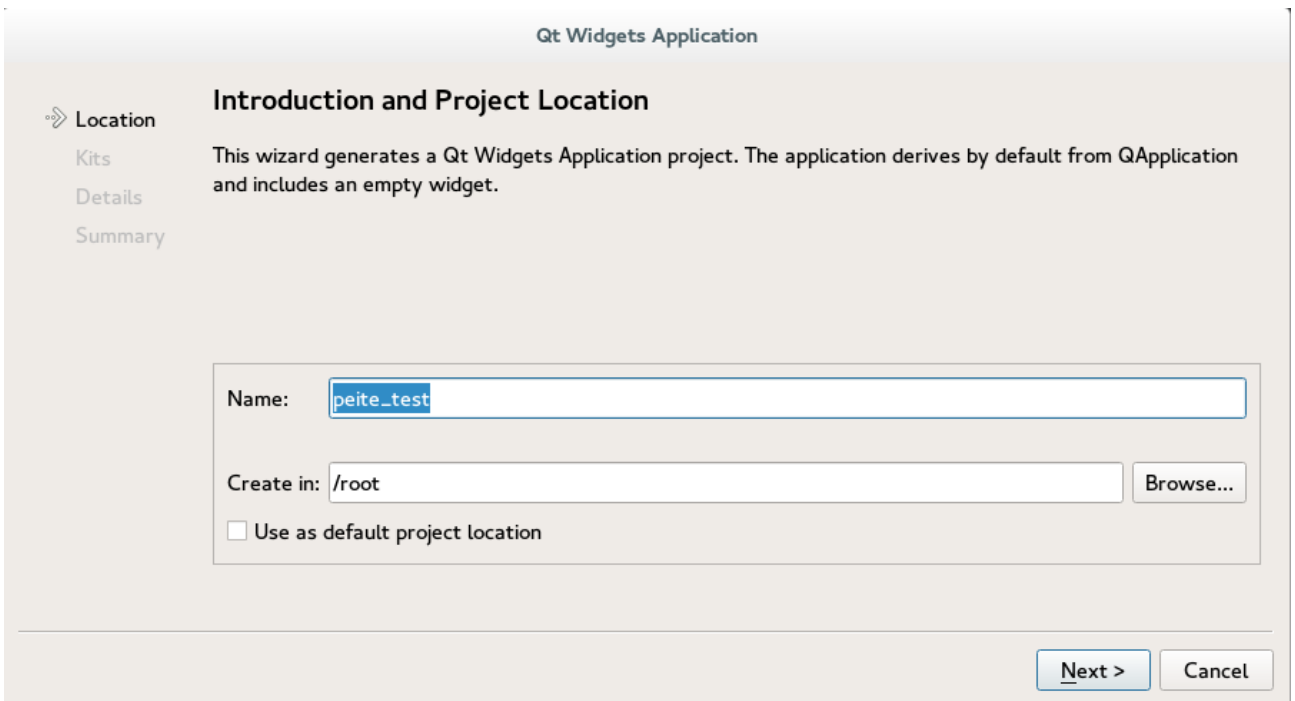 Qt Widgets Application
Location
Kits
Details
Summary
Introduction and Project Location
This wizard generates a Qt Widgets Application project. The application derives by default from QApplication
and includes an empty widget.
Name: peite_test
Create in: /root Browse...
Use as default project location
Next > Cancel